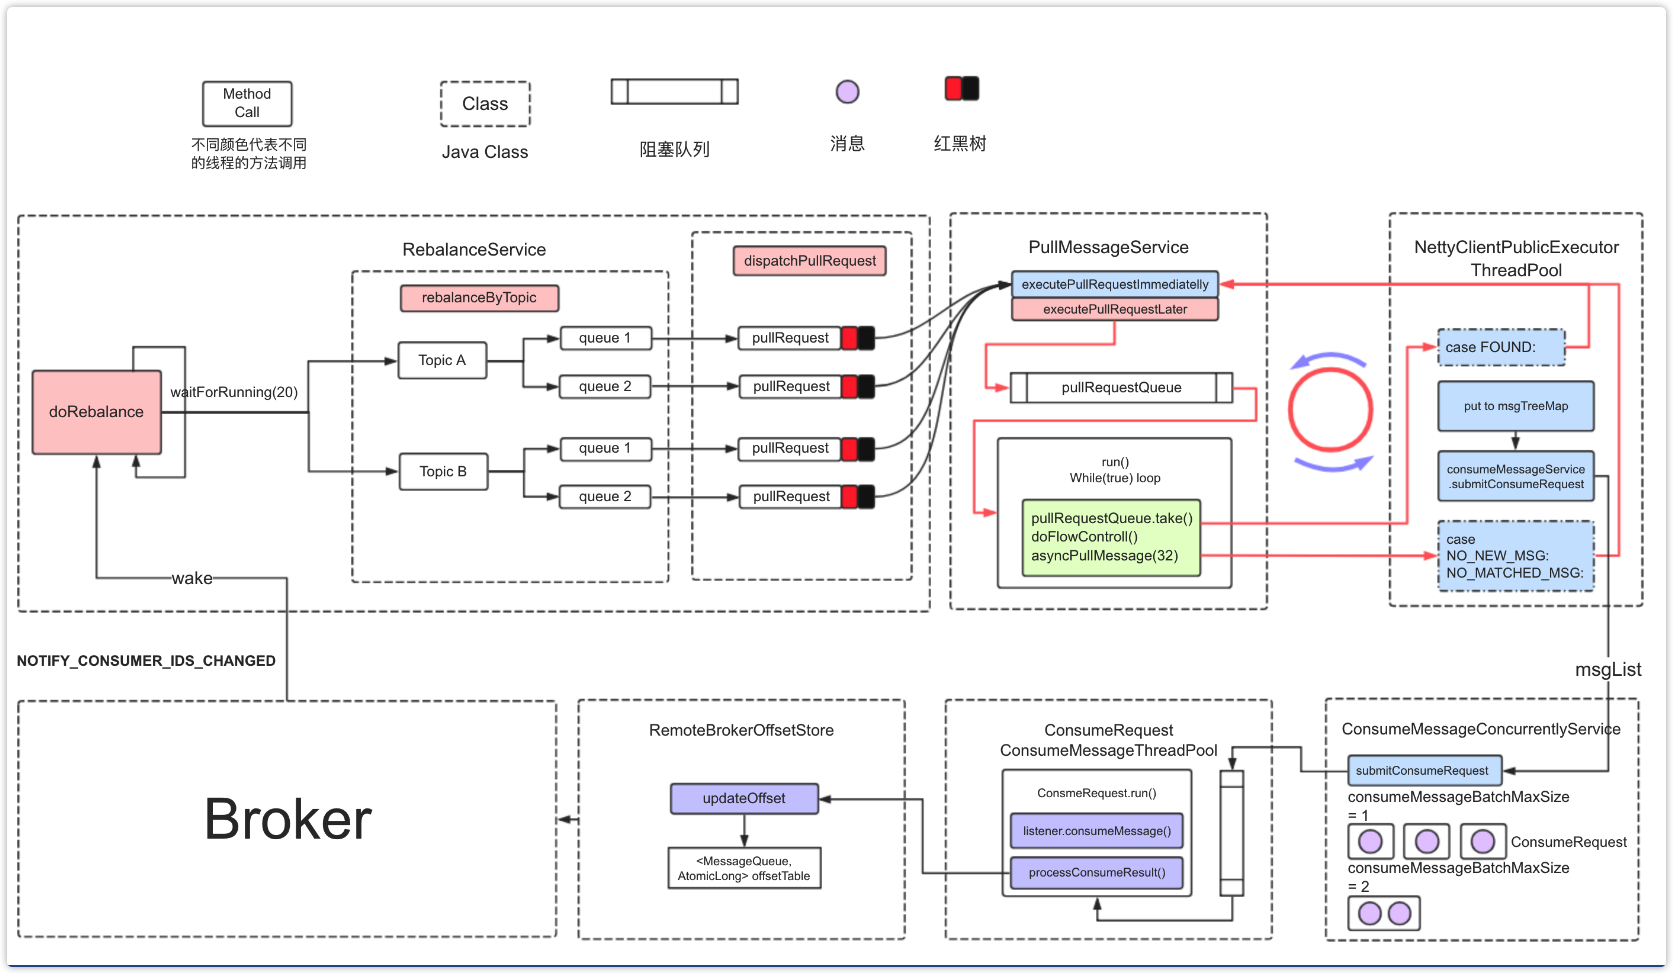 Method
Call
不同颜色代表不同
的线程的方法调用
Class
Java Class
阻塞队列
消息
红黑树
RebalanceService
rebalanceByTopic
dispatchPullRequest
doRebalance
waitForRunning(20)
Topic A
queue 1
queue 2
pullRequest
pullRequest
Topic B
queue 1
queue 2
pullRequest
pullRequest
wake
NOTIFY_CONSUMER_IDS_CHANGED
PullMessageService
executePullRequestImmediatelly
executePullRequestLater
pullRequestQueue
run()
While(true) loop
pullRequestQueue.take()
doFlowControll()
asyncPullMessage(32)
NettyClientPublicExecutor
ThreadPool
case FOUND:
put to msgTreeMap
consumeMessageService
.submitConsumeRequest
case
NO_NEW_MSG:
NO_MATCHED_MSG:
msgList
Broker
RemoteBrokerOffsetStore
updateOffset
<MessageQueue,
AtomicLong> offsetTable
ConsumeRequest
ConsumeMessageThreadPool
ConsmeRequest.run()
listener.consumeMessage()
processConsumeResult()
ConsumeMessageConcurrentlyService
submitConsumeRequest
consumeMessageBatchMaxSize
= 1
ConsumeRequest
consumeMessageBatchMaxSize
= 2